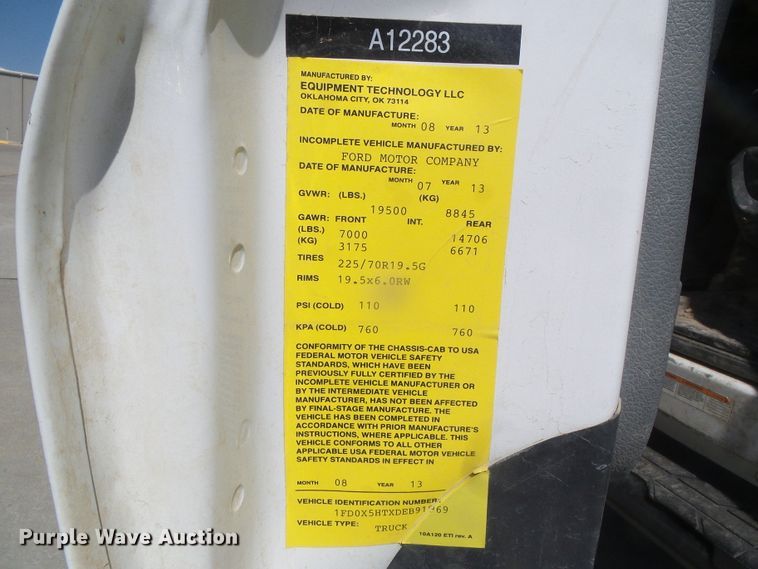 A12283
MANUFACTURED BY:
EQUIPMENT TECHNOLOGY LLC
OKLAHOMA CITY, OK 73114
DATE OF MANUFACTURE:
MONTH 08 YEAR 13
INCOMPLETE VEHICLE MANUFACTURED BY:
FORD MOTOR COMPANY
DATE OF MANUFACTURE:
MONTH 07 YEAR 13
GVWR: (LBS.) (KG)
19500 8845
GAWR: FRONT INT. REAR
(LBS.) 7000 14706
(KG) 3175 6671
TIRES 225/70R19.5G
RIMS 19.5x6.0RW
PSI (COLD) 110 110
KPA (COLD) 760 760
CONFORMITY OF THE CHASSIS-CAB TO USA
FEDERAL MOTOR VEHICLE SAFETY
STANDARDS, WHICH HAVE BEEN
PREVIOUSLY FULLY CERTIFIED BY THE
INCOMPLETE VEHICLE MANUFACTURER OR
BY THE INTERMEDIATE VEHICLE
MANUFACTURER, HAS NOT BEEN AFFECTED
BY FINAL-STAGE MANUFACTURE. THE
VEHICLE HAS BEEN COMPLETED IN
ACCORDANCE WITH PRIOR MANUFACTURE'S
INSTRUCTIONS, WHERE APPLICABLE. THIS
VEHICLE CONFORMS TO ALL OTHER
APPLICABLE USA FEDERAL MOTOR VEHICLE
SAFETY STANDARDS IN EFFECT IN
MONTH 08 YEAR 13
VEHICLE IDENTIFICATION NUMBER:
VEHICLE TYPE: TRUCK
10A120 ETI rev. A
Purple Wave Auction